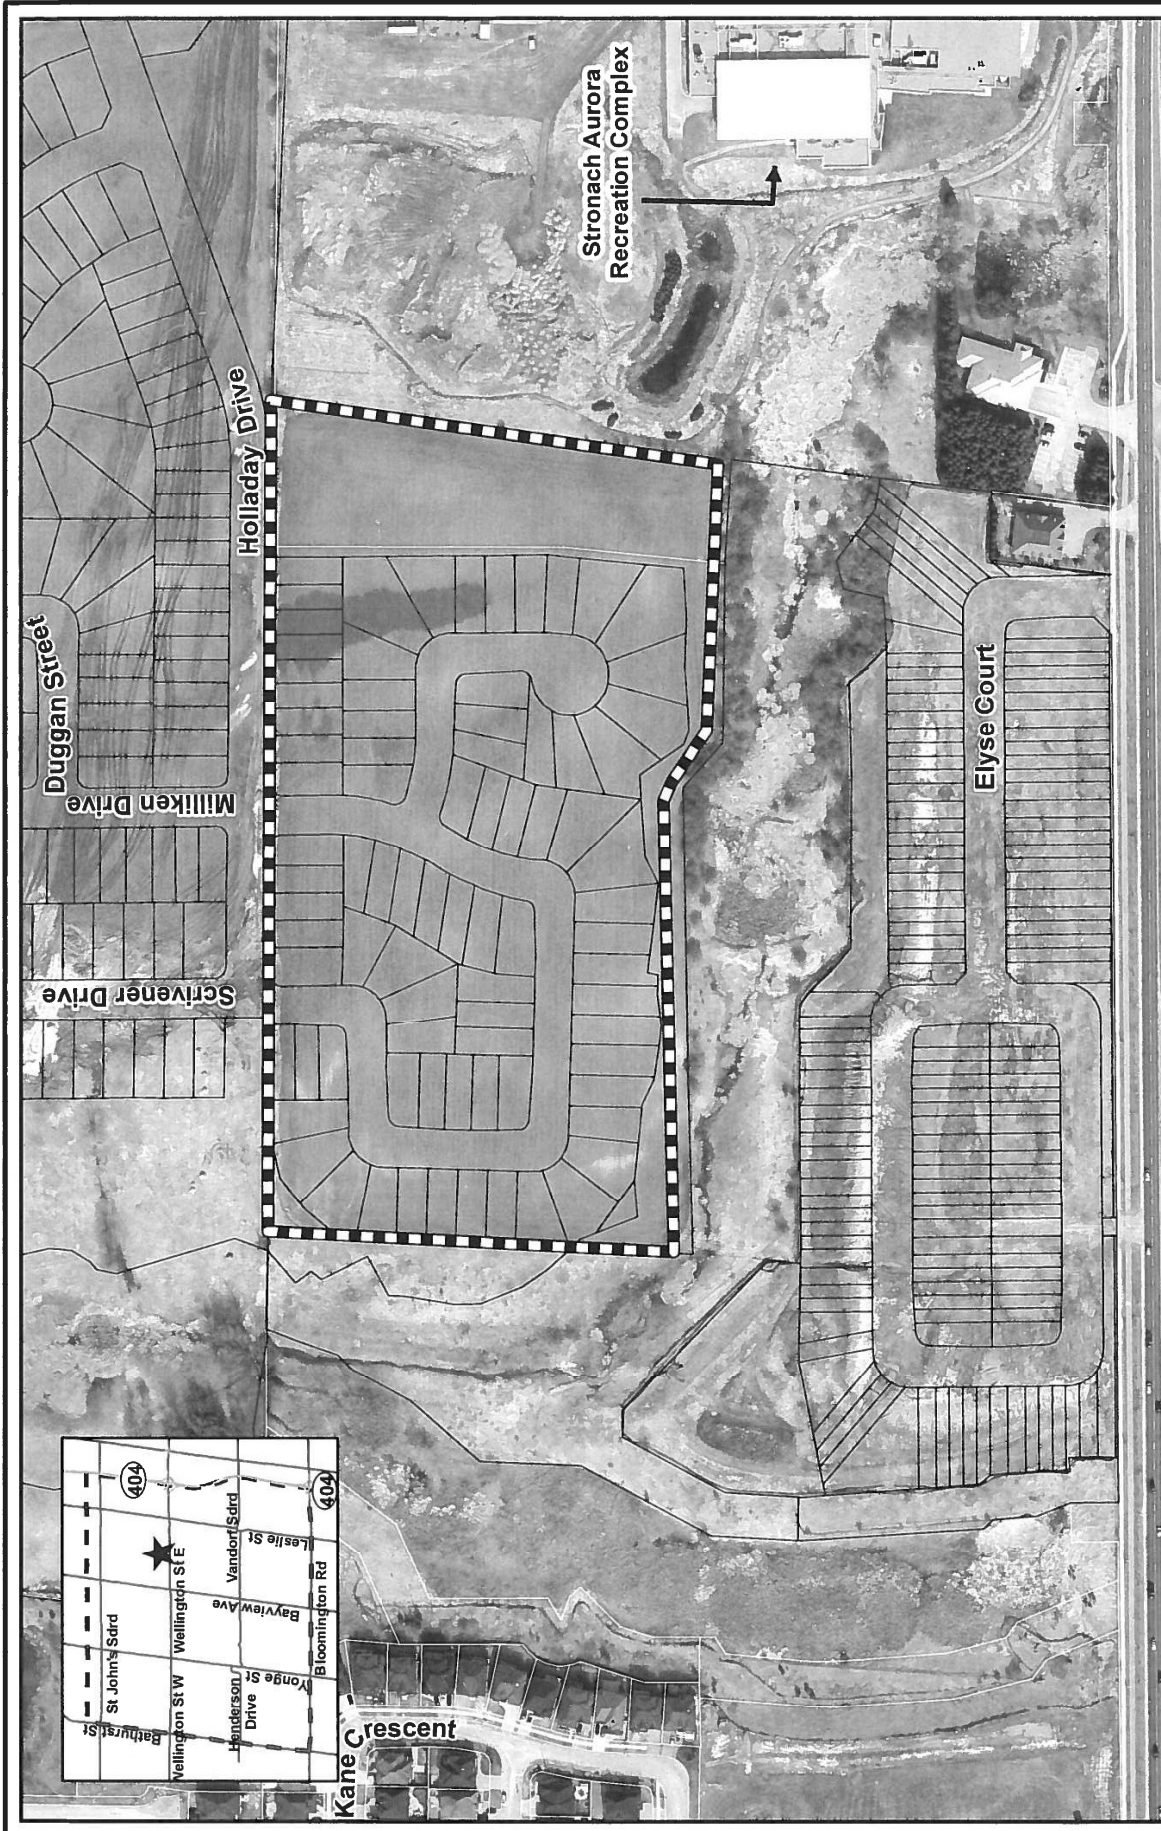 Stronach Aurora
Recreation Complex
Holladay Drive
Duggan Street
Milliken Drive
Scrivener Drive
Elyse Court
Kane Crescent
404
404
St John's Sdrd
Wellington St E
Wellington St W
Vandorf Sdrd
Leslie St
Bayview Ave
Bloomington Rd
Yonge St
Henderson
Drive
Bathurst St